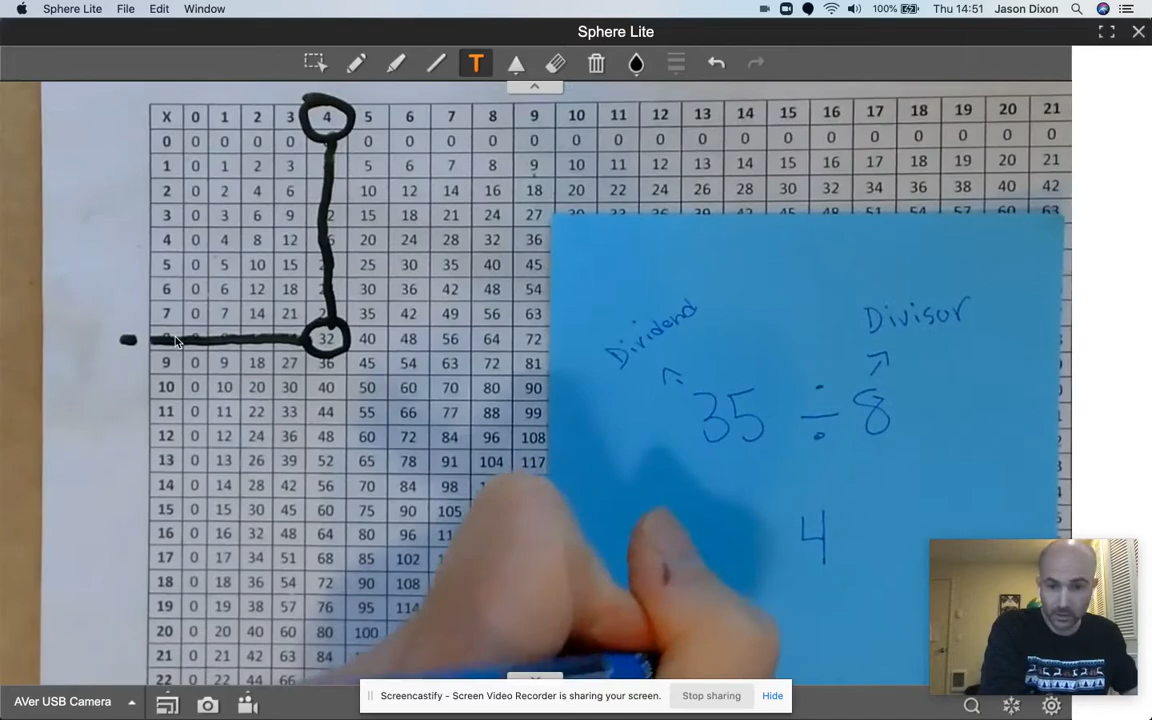 Sphere Lite File Edit Window 100% Thu 14:51 Jason Dixon
Sphere Lite
T
X 0 1 2 3 4 5 6 7 8 9 10 11 12 13 14 15 16 17 18 19 20 21
0 0 0 0 0 0 0 0 0 0 0 0 0 0 0 0 0 0 0 0 0 0
1 0 1 2 3 5 6 7 8 9 10 11 12 13 14 15 16 17 18 19 20 21
2 0 2 4 6 10 12 14 16 18 20 22 24 26 28 30 32 34 36 38 40 42
3 0 3 6 9 15 18 21 24 27 60 63
4 0 4 8 12 20 24 28 32 36
5 0 5 10 15 25 30 35 40 45
6 0 6 12 18 30 36 42 48 54
7 0 7 14 21 35 42 49 56 63
32 40 48 56 64 72
9 0 9 18 27 36 45 54 63 72 81
10 0 10 20 30 40 50 60 70 80 90
11 0 11 22 33 44 55 66 77 88 99
12 0 12 24 36 48 60 72 84 96 108
13 0 13 26 39 52 65 78 91 104 117
14 0 14 28 42 56 70 84 98
15 0 15 30 45 60 75 90 105
16 0 16 32 48 64 80 96
17 0 17 34 51 68 85 102
18 0 18 36 54 72 90 108
19 0 19 38 57 76 95 114
20 0 20 40 60 80 100
21 0 21 42 63 84
22 0 22 44 66
Dividend Divisor
35 ÷ 8
4
AVer USB Camera
Screencastify - Screen Video Recorder is sharing your screen. Stop sharing Hide